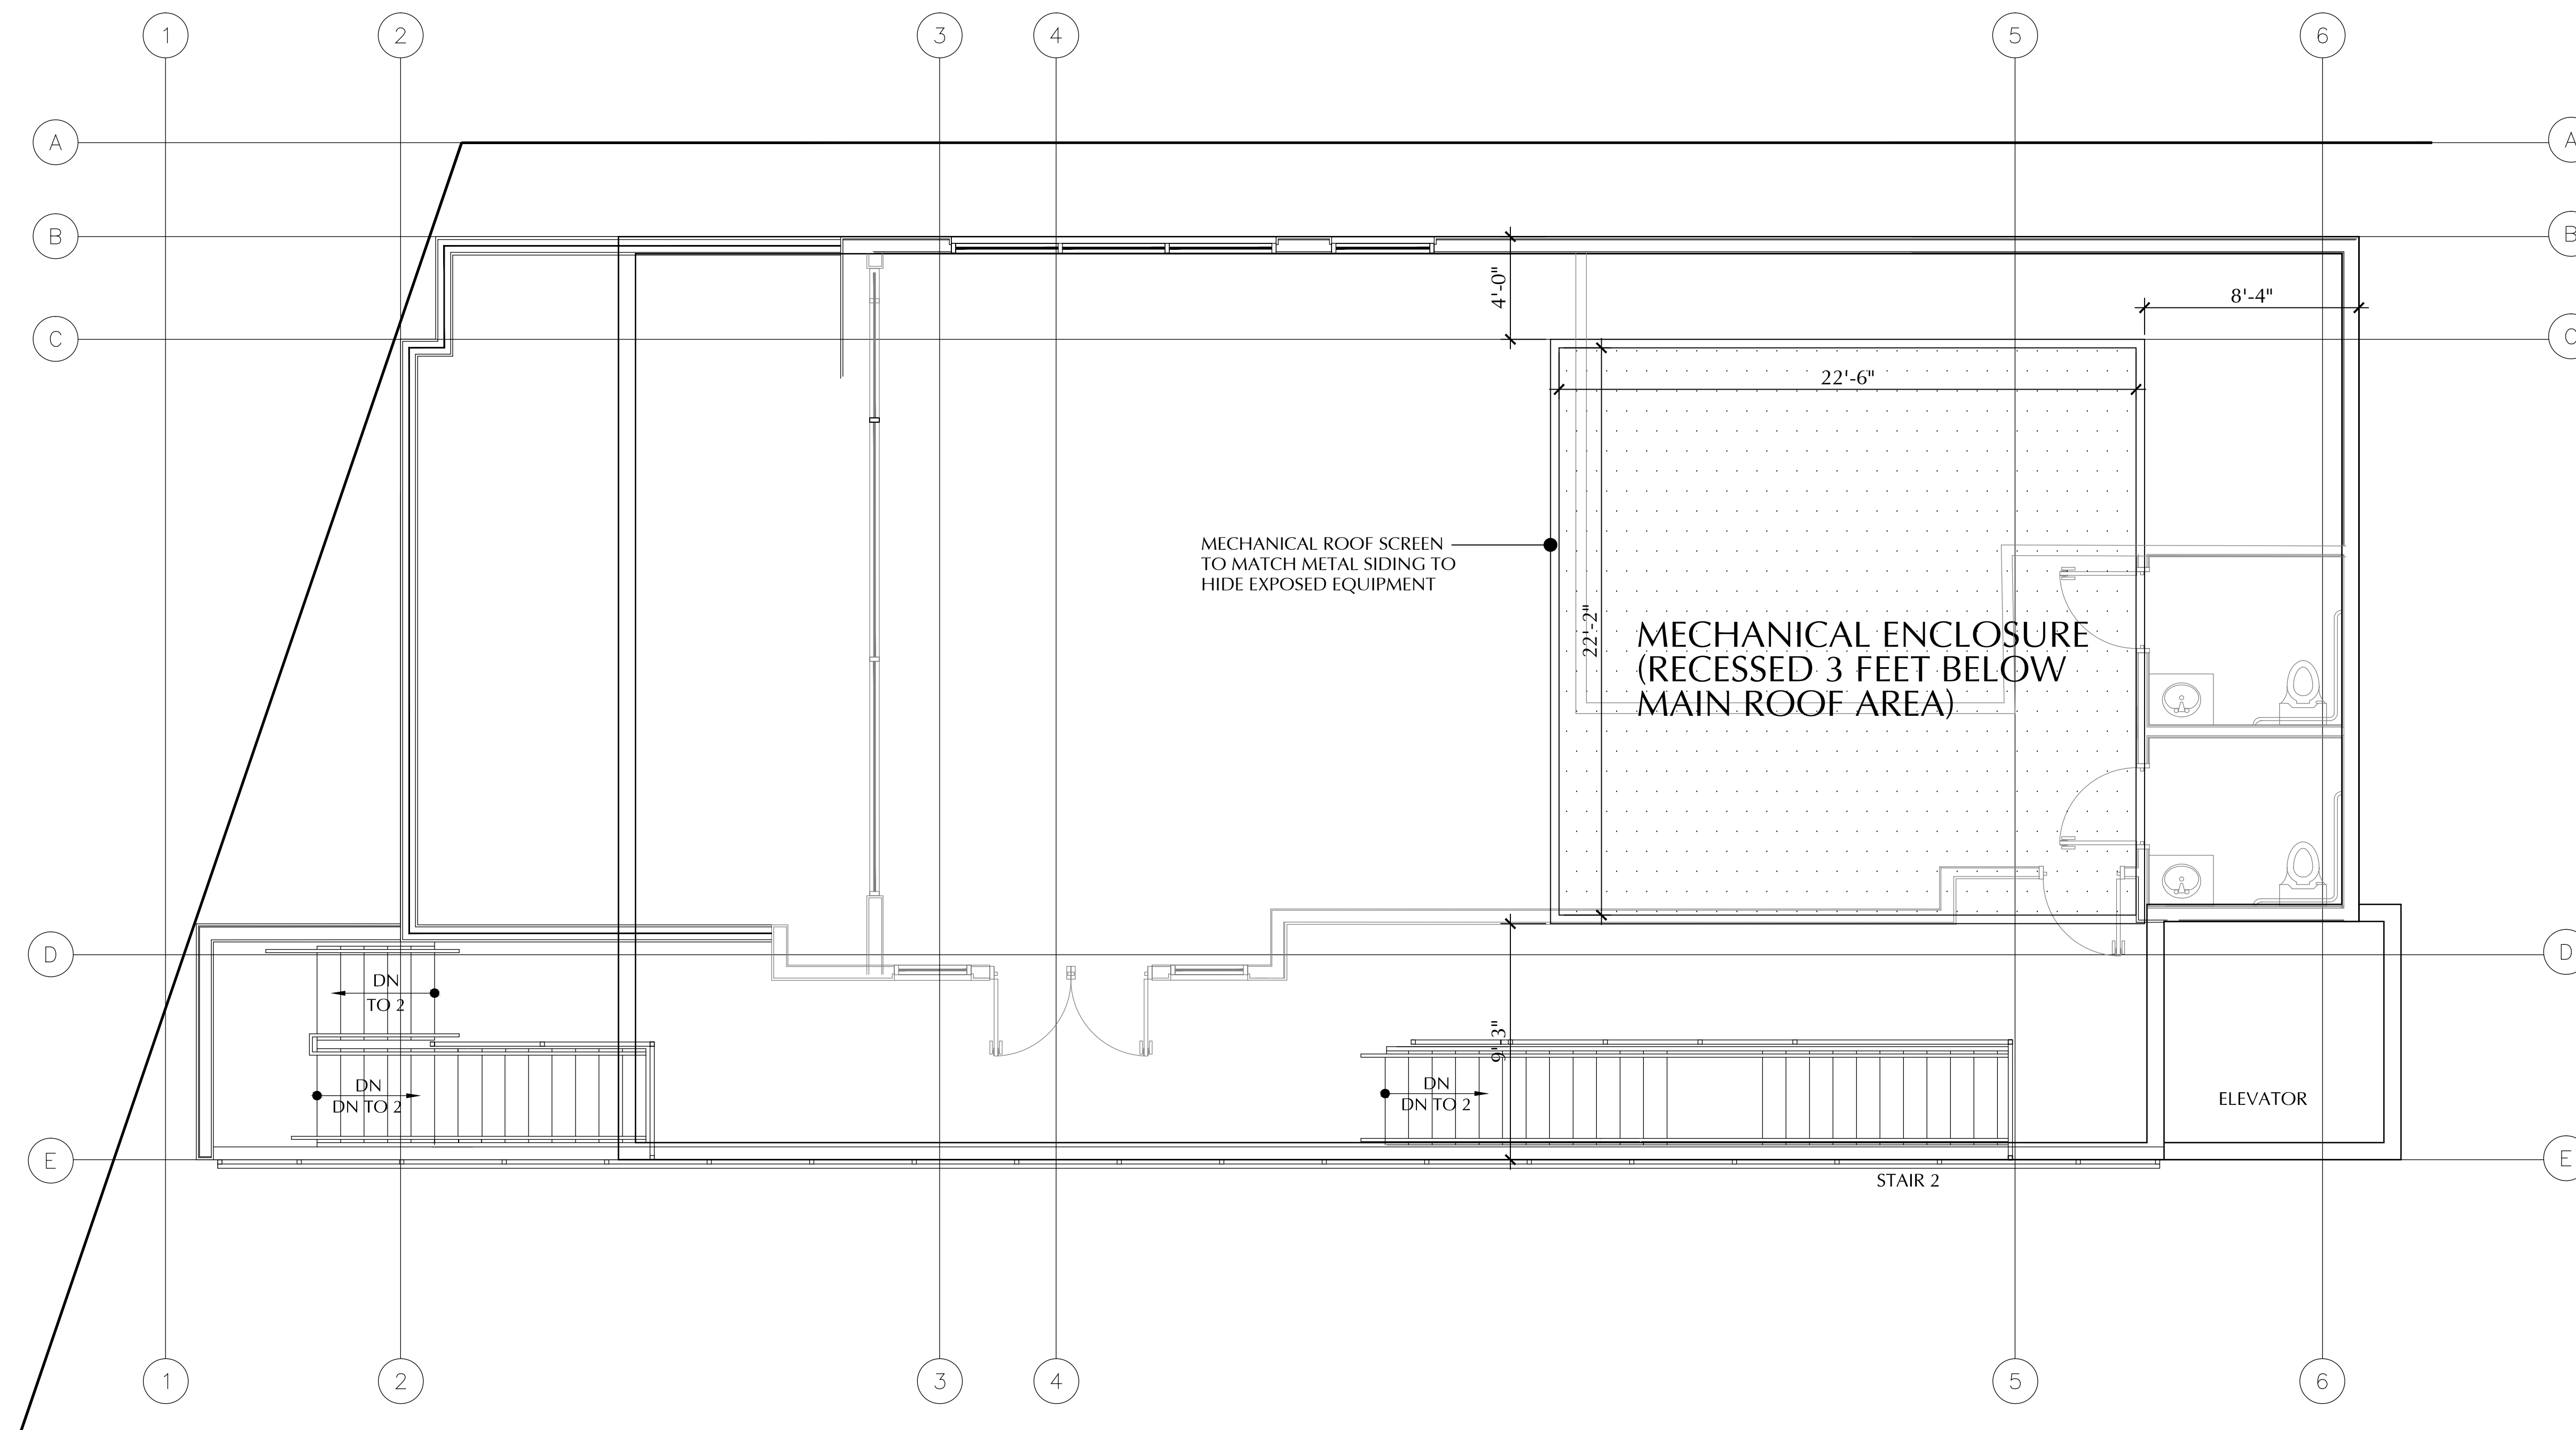 1
2
3
4
5
6
A
A
B
B
C
C
4'-0"
8'-4"
22'-6"
MECHANICAL ROOF SCREEN
TO MATCH METAL SIDING TO
HIDE EXPOSED EQUIPMENT
22'-2"
MECHANICAL ENCLOSURE
(RECESSED 3 FEET BELOW
MAIN ROOF AREA)
D
D
DN
TO 2
9'-3"
DN
DN TO 2
DN
DN TO 2
ELEVATOR
E
E
STAIR 2
1
2
3
4
5
6